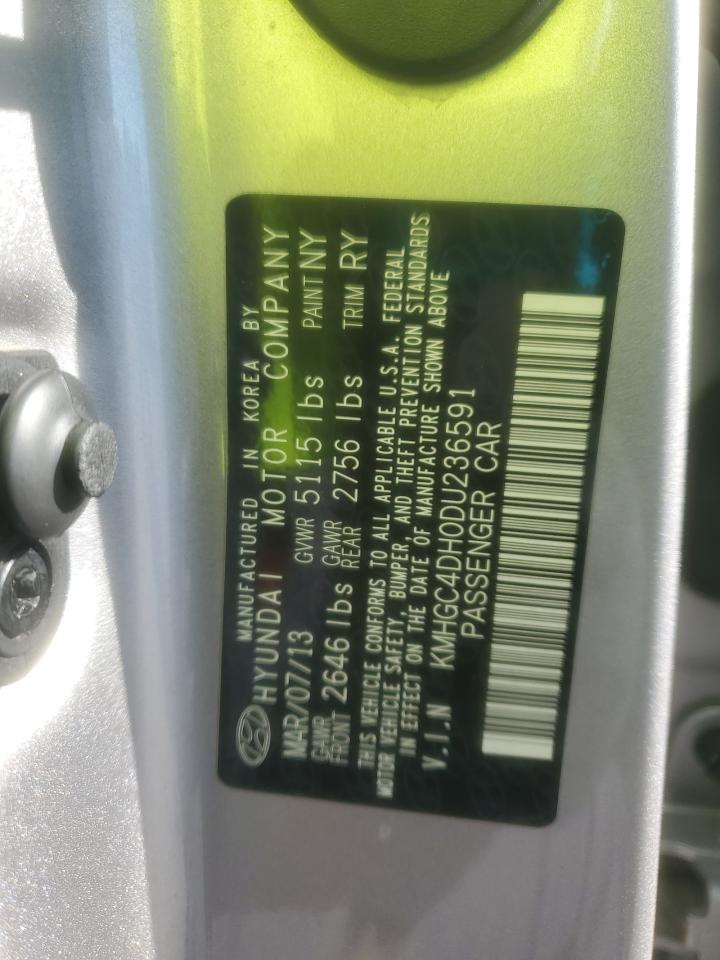 MANUFACTURED IN KOREA BY
HYUNDAI MOTOR COMPANY
MAR/07/13 GVWR 5115 lbs PAINT NY
GAWR FRONT 2646 lbs GAWR REAR 2756 lbs TRIM RY
THIS VEHICLE CONFORMS TO ALL APPLICABLE U.S.A. FEDERAL
MOTOR VEHICLE SAFETY, BUMPER, AND THEFT PREVENTION STANDARDS
IN EFFECT ON THE DATE OF MANUFACTURE SHOWN ABOVE
V.I.N KMHGC4DH0DU236591
PASSENGER CAR